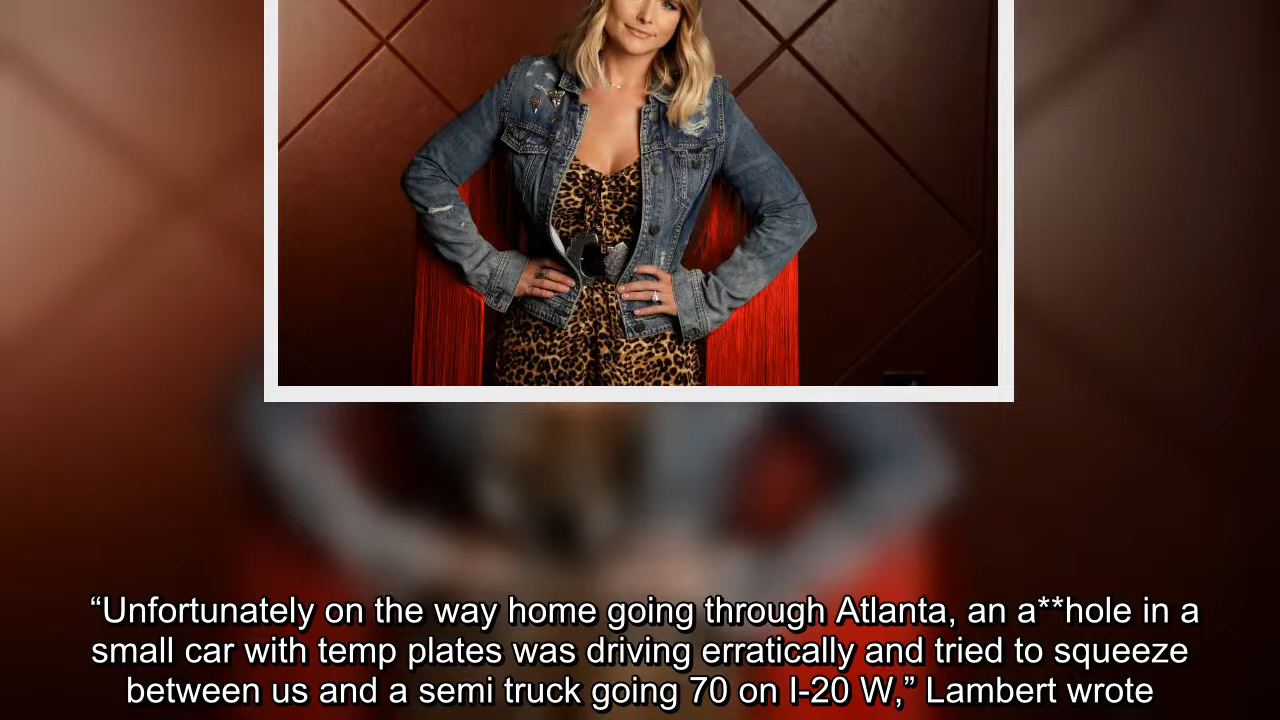 “Unfortunately on the way home going through Atlanta, an a**hole in a
small car with temp plates was driving erratically and tried to squeeze
between us and a semi truck going 70 on I-20 W,” Lambert wrote